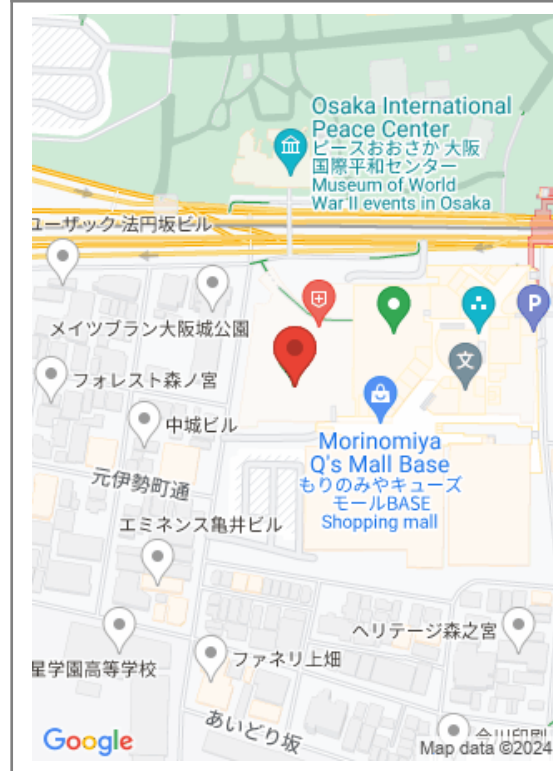 Osaka International
Peace Center
ピースおおさか 大阪
国際平和センター
Museum of World
War II events in Osaka
ユーザック 法円坂ビル
P
メイツブラン大阪城公園
文
フォレスト森ノ宮
中城ビル
Morinomiya
Q's Mall Base
もりのみやキューズ
モールBASE
Shopping mall
元伊勢町通
エミネンス亀井ビル
ヘリテージ森之宮
星学園高等学校
ファネリ上畑
あいどり坂
Google
Map data ©2024